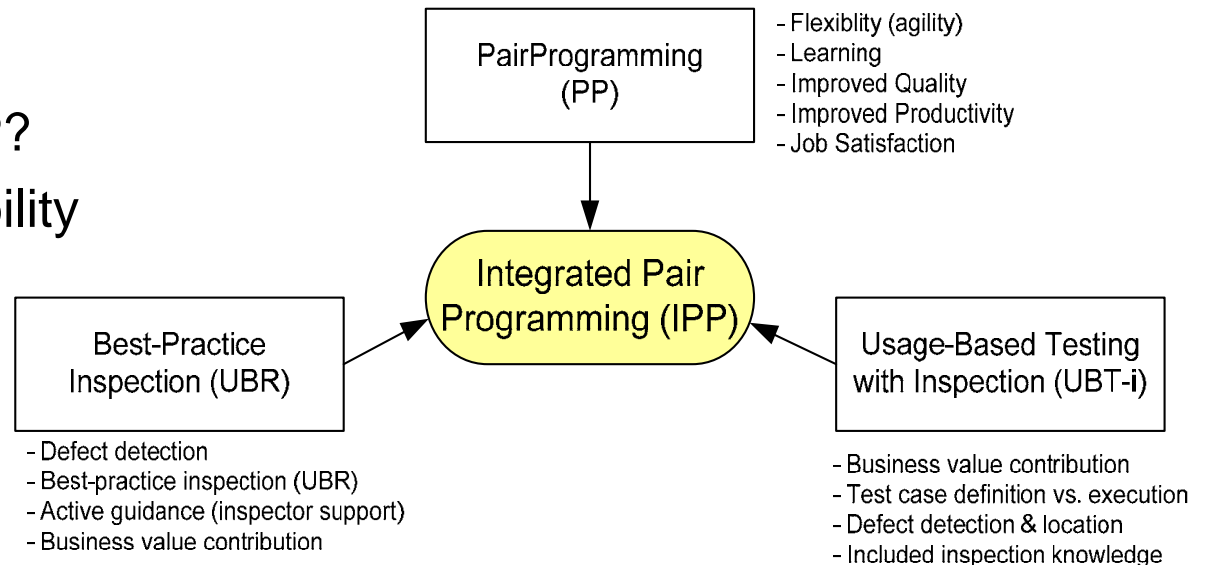 PairProgramming
(PP)
- Flexiblity (agility)
- Learning
- Improved Quality
- Improved Productivity
- Job Satisfaction
?
bility
Integrated Pair
Programming (IPP)
Best-Practice
Inspection (UBR)
- Defect detection
- Best-practice inspection (UBR)
- Active guidance (inspector support)
- Business value contribution
Usage-Based Testing
with Inspection (UBT-i)
- Business value contribution
- Test case definition vs. execution
- Defect detection & location
- Included inspection knowledge